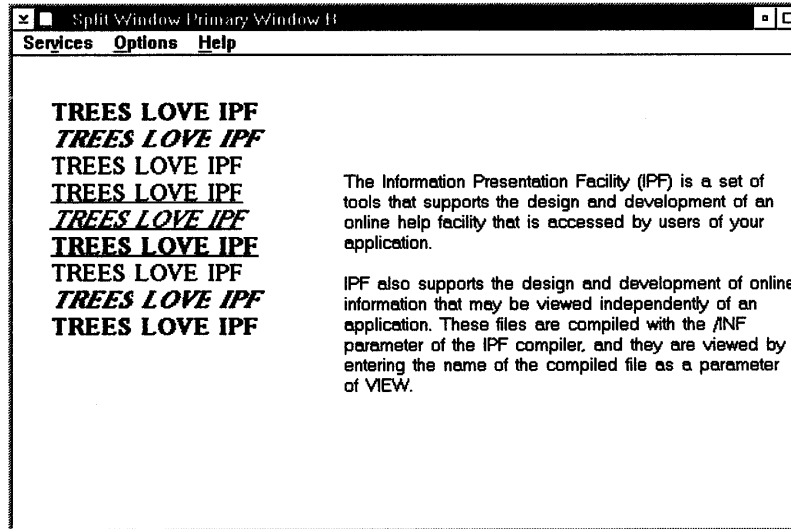 Split Window Primary Window B
Services Options Help
TREES LOVE IPF
TREES LOVE IPF
TREES LOVE IPF
TREES LOVE IPF
TREES LOVE IPF
TREES LOVE IPF
TREES LOVE IPF
TREES LOVE IPF
TREES LOVE IPF
The Information Presentation Facility (IPF) is a set of
tools that supports the design and development of an
online help facility that is accessed by users of your
application.
IPF also supports the design and development of online
information that may be viewed independently of an
application. These files are compiled with the /INF
parameter of the IPF compiler, and they are viewed by
entering the name of the compiled file as a parameter
of VIEW.